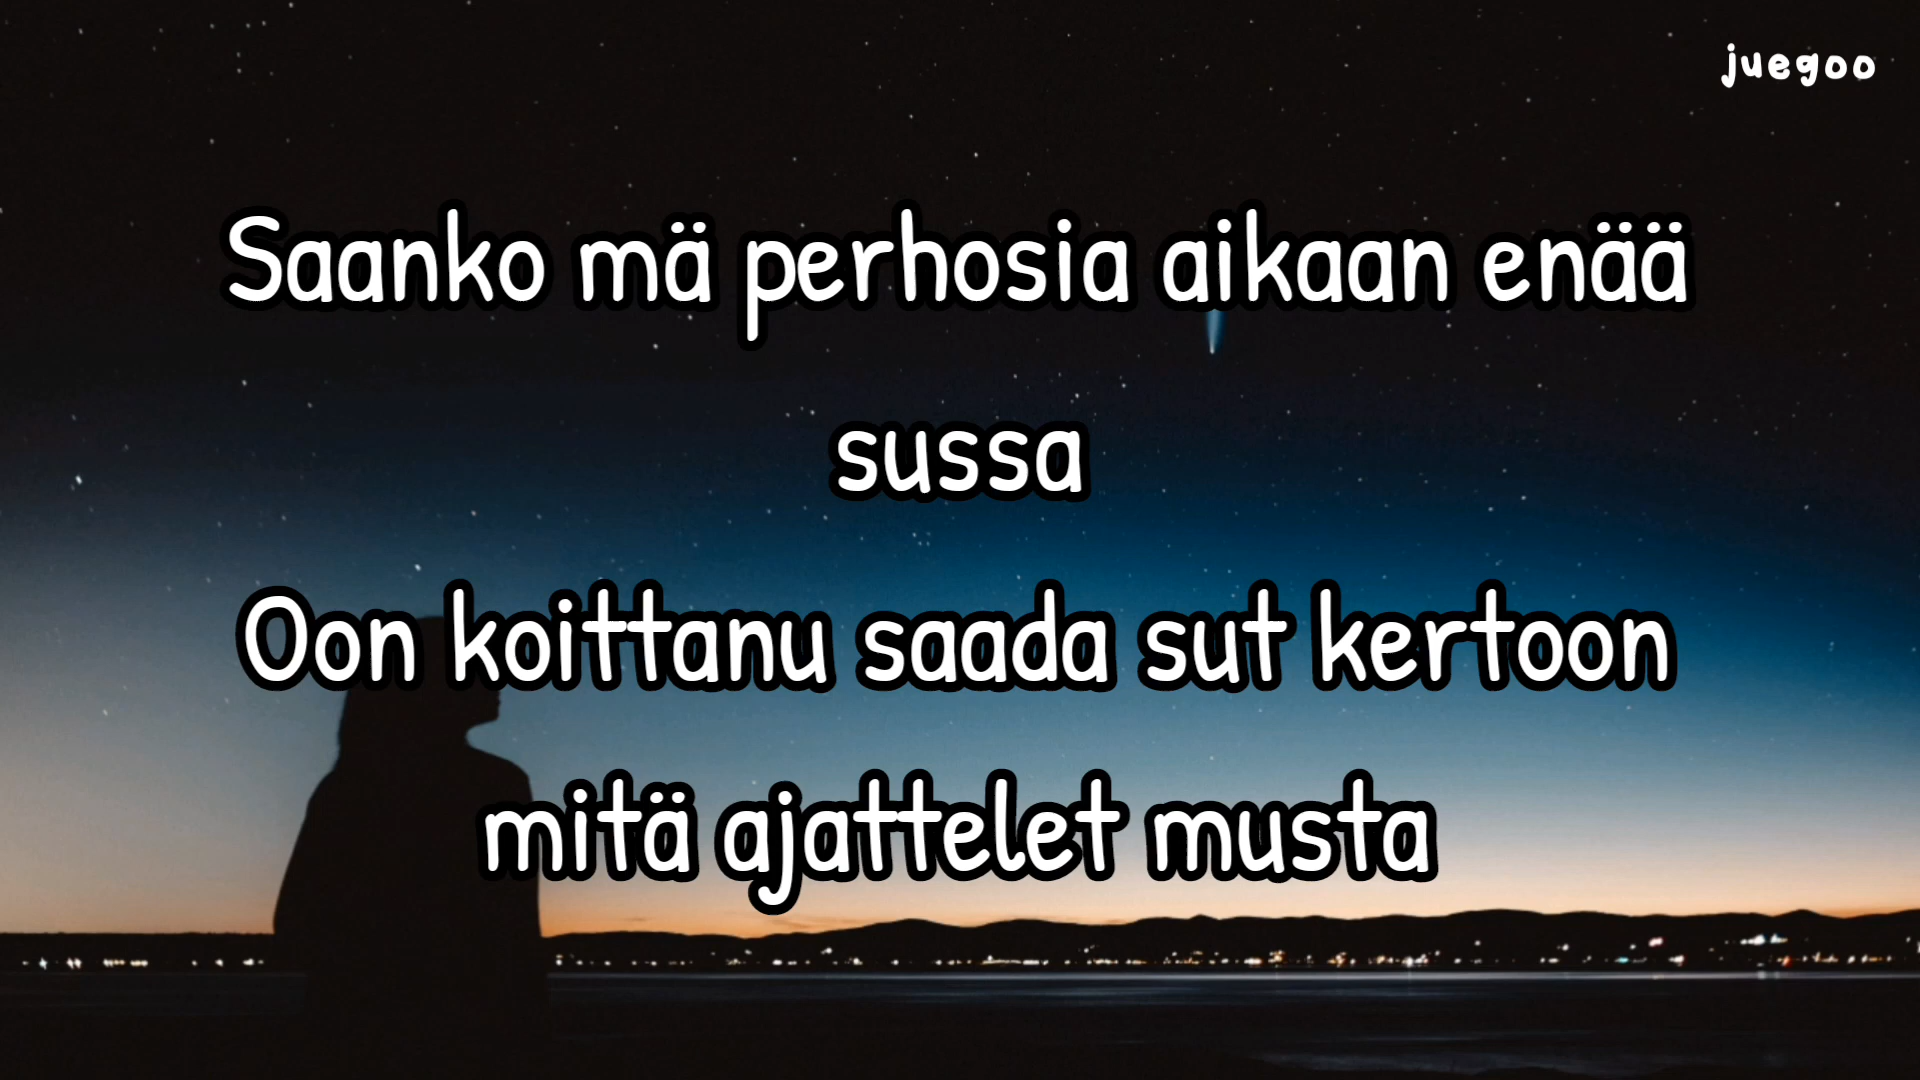 juegoo
Saanko mä perhosia aikaan enää
sussa
Oon koittanu saada sut kertoon
mitä ajattelet musta